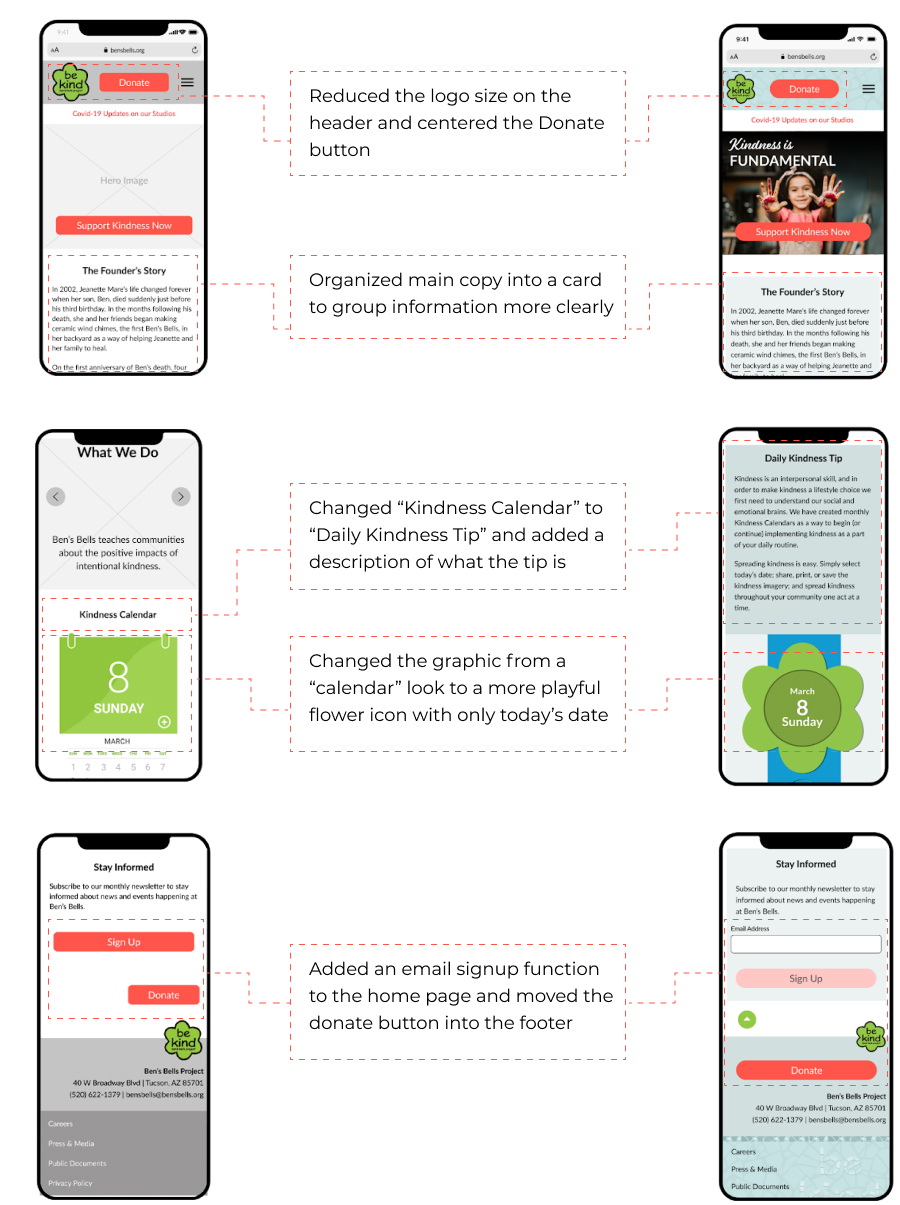 9:41
AA
bensbells.org
be
kind
Donate
Covid-19 Updates on our Studios
Hero Image
Support Kindness Now
The Founder's Story
In 2002, Jeanette Mare's life changed forever
when her son, Ben, died suddenly just before
his third birthday. In the months following his
death, she and her friends began making
ceramic wind chimes, the first Ben's Bells, in
her backyard as a way of helping Jeanette and
her family to heal.
On the first anniversary of Ben's death, four
Reduced the logo size on the
header and centered the Donate
button
Organized main copy into a card
to group information more clearly
9:41
AA
bensbells.org
be
kind
Donate
Covid-19 Updates on our Studios
Kindness is
FUNDAMENTAL
Support Kindness Now
The Founder's Story
In 2002, Jeanette Mare's life changed forever
when her son, Ben, died suddenly just before
his third birthday. In the months following his
death, she and her friends began making
ceramic wind chimes, the first Ben's Bells, in
her backyard as a way of helping Jeanette and
What We Do
Ben's Bells teaches communities
about the positive impacts of
intentional kindness.
Kindness Calendar
8
SUNDAY
MARCH
SUN MON TUES WED THU FRI SAT
1 2 3 4 5 6 7
Changed “Kindness Calendar” to
“Daily Kindness Tip” and added a
description of what the tip is
Changed the graphic from a
“calendar” look to a more playful
flower icon with only today’s date
Daily Kindness Tip
Kindness is an interpersonal skill, and in
order to make kindness a lifestyle choice we
first need to understand our social and
emotional brains. We have created monthly
Kindness Calendars as a way to begin (or
continue) implementing kindness as a part
of your daily routine.
Spreading kindness is easy. Simply select
today's date; share, print, or save the
kindness imagery; and spread kindness
throughout your community one act at a
time.
March
8
Sunday
Stay Informed
Subscribe to our monthly newsletter to stay
informed about news and events happening at
Ben's Bells.
Sign Up
Donate
be
kind
Ben's Bells Project
40 W Broadway Blvd | Tucson, AZ 85701
(520) 622-1379 | bensbells@bensbells.org
Careers
Press & Media
Public Documents
Privacy Policy
Added an email signup function
to the home page and moved the
donate button into the footer
Stay Informed
Subscribe to our monthly newsletter to stay
informed about news and events happening
at Ben's Bells.
Email Address
Sign Up
be
kind
Donate
Ben's Bells Project
40 W Broadway Blvd | Tucson, AZ 85701
(520) 622-1379 | bensbells@bensbells.org
Careers
Press & Media
Public Documents